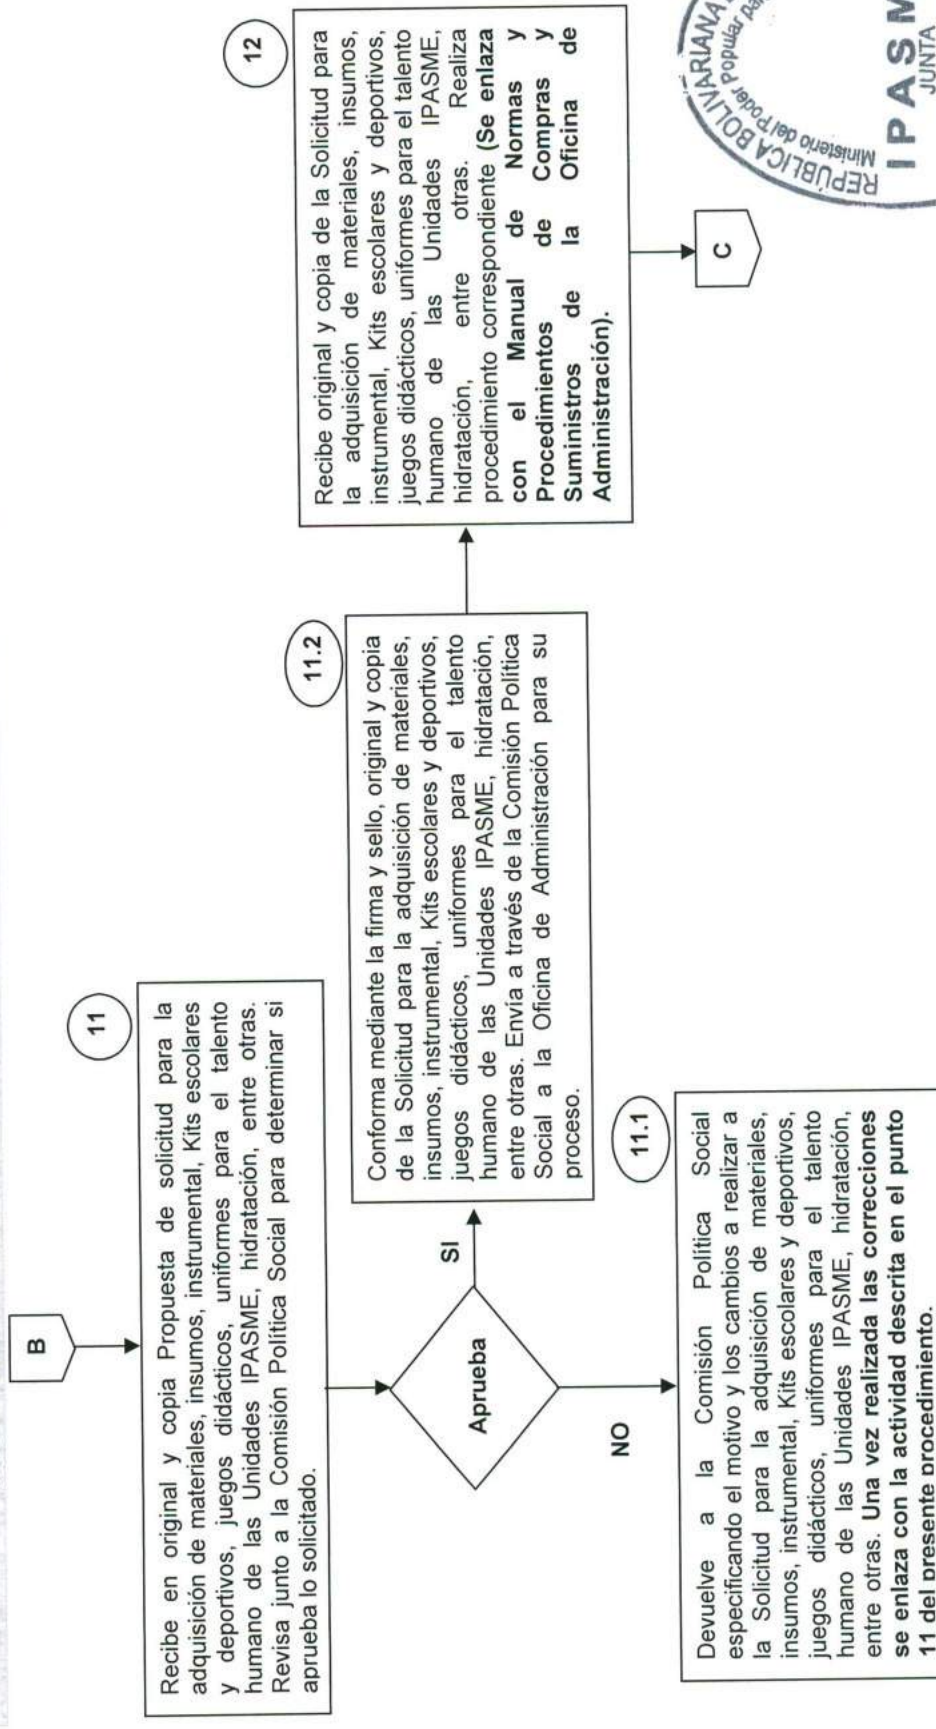 B
11
Recibe en original y copia Propuesta de solicitud para la
adquisición de materiales, insumos, instrumental, Kits escolares
y deportivos, juegos didácticos, uniformes para el talento
humano de las Unidades IPASME, hidratación, entre otras.
Revisa junto a la Comisión Política Social para determinar si
aprueba lo solicitado.
Aprueba
SI
NO
11.2
Conforma mediante la firma y sello, original y copia
de la Solicitud para la adquisición de materiales,
insumos, instrumental, Kits escolares y deportivos,
juegos didácticos, uniformes para el talento
humano de las Unidades IPASME, hidratación,
entre otras. Envía a través de la Comisión Política
Social a la Oficina de Administración para su
proceso.
11.1
Devuelve a la Comisión Política Social
especificando el motivo y los cambios a realizar a
la Solicitud para la adquisición de materiales,
insumos, instrumental, Kits escolares y deportivos,
juegos didácticos, uniformes para el talento
humano de las Unidades IPASME, hidratación,
entre otras. Una vez realizada las correcciones
se enlaza con la actividad descrita en el punto
11 del presente procedimiento.
12
Recibe original y copia de la Solicitud para
la adquisición de materiales, insumos,
instrumental, Kits escolares y deportivos,
juegos didácticos, uniformes para el talento
humano de las Unidades IPASME,
hidratación, entre otras. Realiza
procedimiento correspondiente (Se enlaza
con el Manual de Normas y
Procedimientos de Compras y
Suministros de la Oficina de
Administración).
C
REPÚBLICA BOLIVARIANA
Ministerio del Poder Popular
IPASM
JUNTA